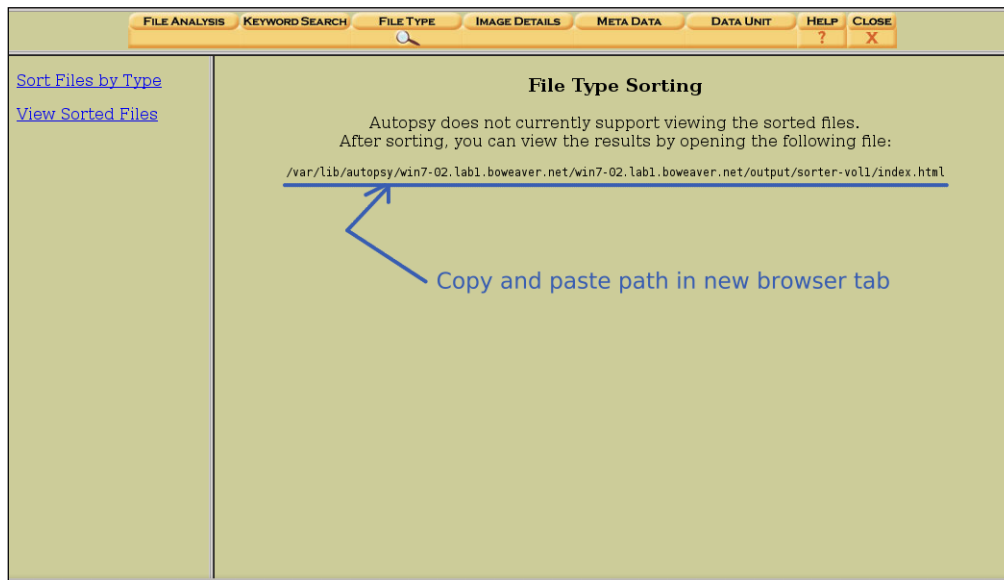 FILE ANALYSIS KEYWORD SEARCH FILE TYPE IMAGE DETAILS META DATA DATA UNIT HELP CLOSE
? X
Sort Files by Type
View Sorted Files
File Type Sorting
Autopsy does not currently support viewing the sorted files.
After sorting, you can view the results by opening the following file:
/var/lib/autopsy/win7-02.lab1.boweaver.net/win7-02.lab1.boweaver.net/output/sorter-vol1/index.html
Copy and paste path in new browser tab